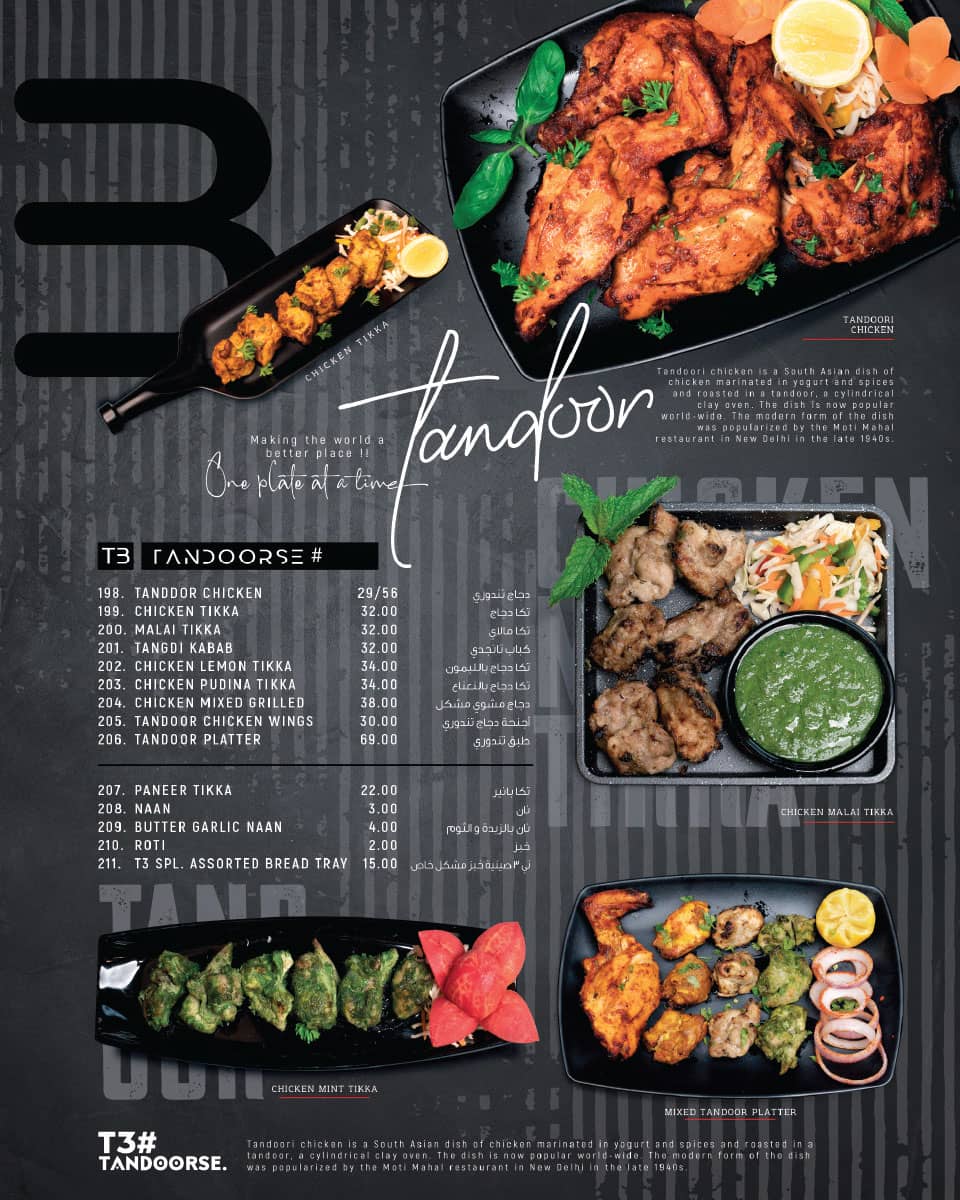 TANDOORI
CHICKEN
CHICKEN TIKKA
Tandoori chicken is a South Asian dish of
chicken marinated in yogurt and spices
and roasted in a tandoor, a cylindrical
clay oven. The dish is now popular
world-wide. The modern form of the dish
was popularized by the Moti Mahal
restaurant in New Delhi in the late 1940s.
tandoor
Making the world a
better place !!
One plate at a time
CHICKEN
TIKKA
T3 TANDOORSE #
198. TANDDOR CHICKEN 29/56 دجاج تندوري
199. CHICKEN TIKKA 32.00 تكا دجاج
200. MALAI TIKKA 32.00 تكا مالاي
201. TANGDI KABAB 32.00 كباب تانجدي
202. CHICKEN LEMON TIKKA 34.00 تكا دجاج بالليمون
203. CHICKEN PUDINA TIKKA 34.00 تكا دجاج بالنعناع
204. CHICKEN MIXED GRILLED 38.00 دجاج مشوي مشكل
205. TANDOOR CHICKEN WINGS 30.00 أجنحة دجاج تندوري
206. TANDOOR PLATTER 69.00 طبق تندوري
207. PANEER TIKKA 22.00 تكا بانير
208. NAAN 3.00 نان
209. BUTTER GARLIC NAAN 4.00 نان بالزبدة و الثوم
210. ROTI 2.00 خبز
211. T3 SPL. ASSORTED BREAD TRAY 15.00 تي ٣ صينية خبز مشكل خاص
CHICKEN MALAI TIKKA
TAND
OOR
CHICKEN MINT TIKKA
MIXED TANDOOR PLATTER
T3#
TANDOORSE.
Tandoori chicken is a South Asian dish of chicken marinated in yogurt and spices and roasted in a
tandoor, a cylindrical clay oven. The dish is now popular world-wide. The modern form of the dish
was popularized by the Moti Mahal restaurant in New Delhi in the late 1940s.